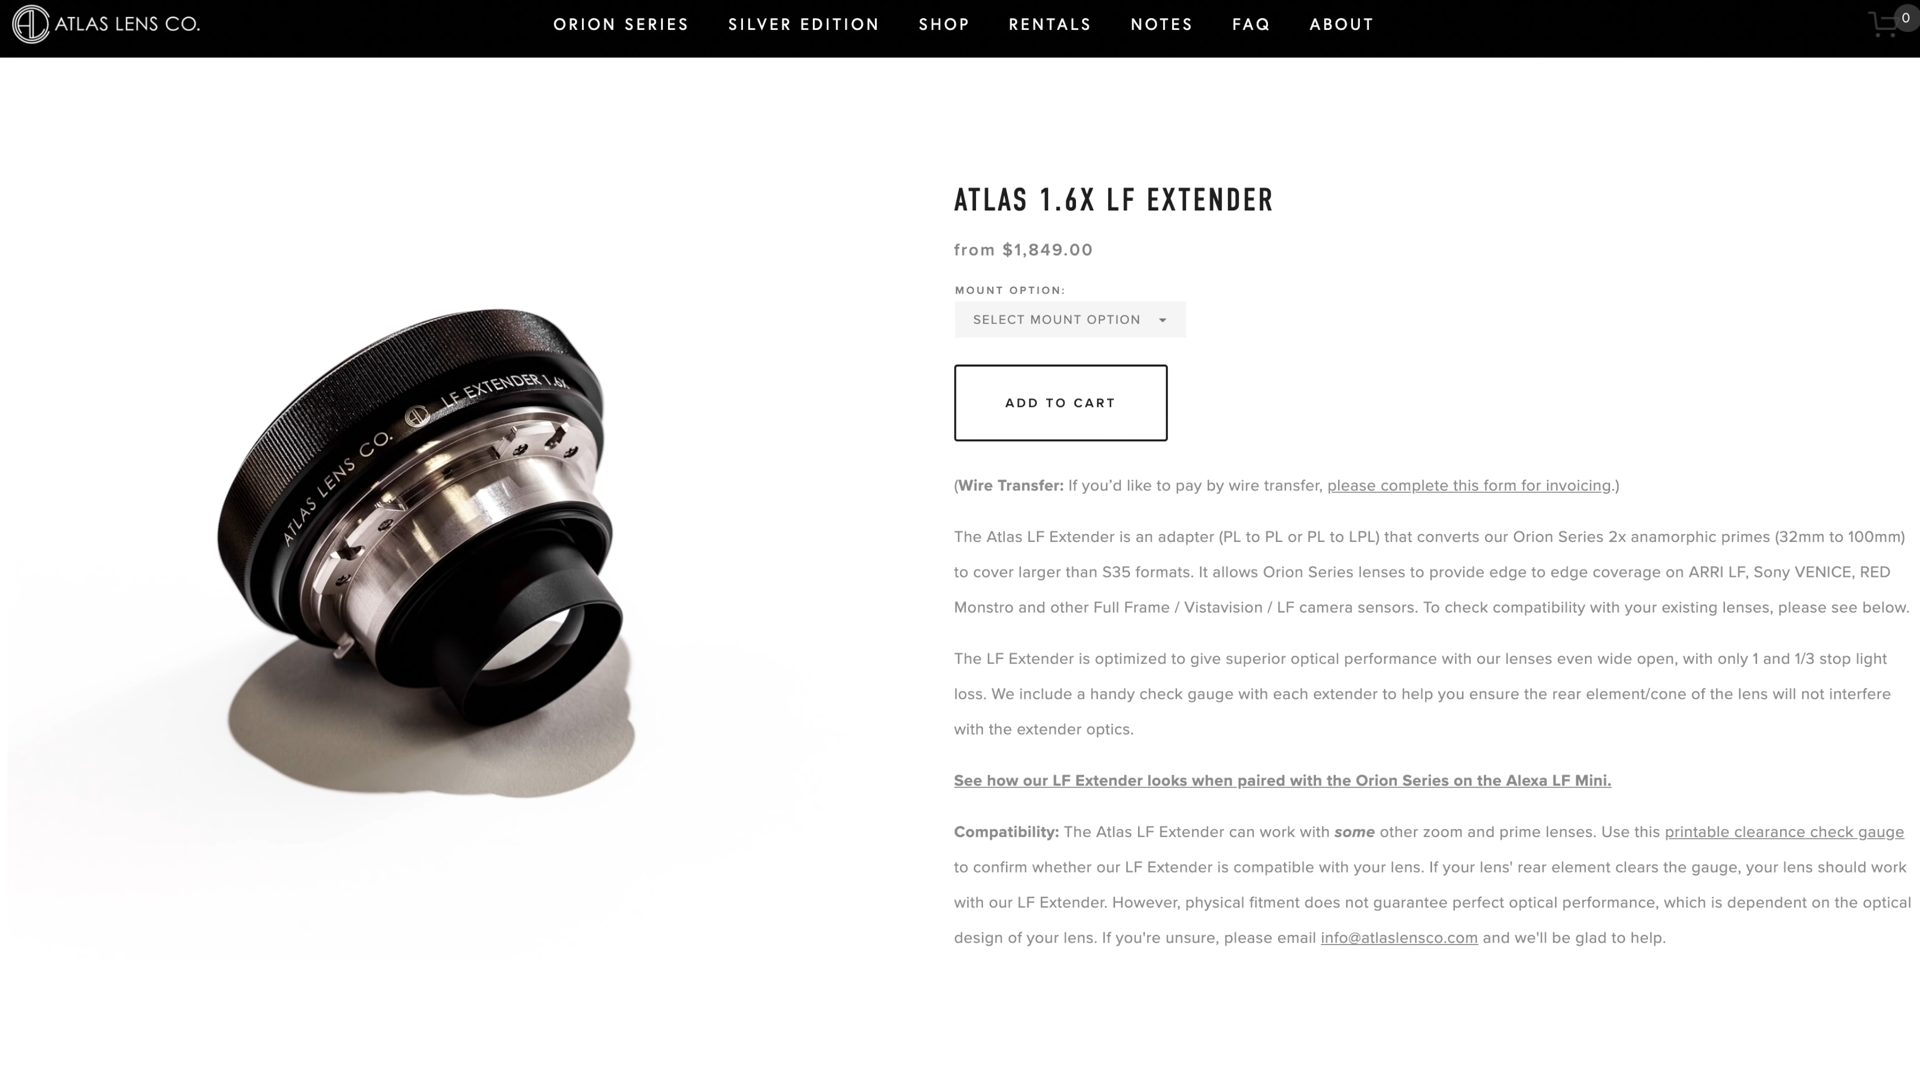 ATLAS LENS CO.
ORION SERIES
SILVER EDITION
SHOP
RENTALS
NOTES
FAQ
ABOUT
0
ATLAS LENS CO. LF EXTENDER 1.6X
ATLAS 1.6X LF EXTENDER
from $1,849.00
MOUNT OPTION:
SELECT MOUNT OPTION
ADD TO CART
(Wire Transfer: If you’d like to pay by wire transfer, please complete this form for invoicing.)
The Atlas LF Extender is an adapter (PL to PL or PL to LPL) that converts our Orion Series 2x anamorphic primes (32mm to 100mm)
to cover larger than S35 formats. It allows Orion Series lenses to provide edge to edge coverage on ARRI LF, Sony VENICE, RED
Monstro and other Full Frame / Vistavision / LF camera sensors. To check compatibility with your existing lenses, please see below.
The LF Extender is optimized to give superior optical performance with our lenses even wide open, with only 1 and 1/3 stop light
loss. We include a handy check gauge with each extender to help you ensure the rear element/cone of the lens will not interfere
with the extender optics.
See how our LF Extender looks when paired with the Orion Series on the Alexa LF Mini.
Compatibility: The Atlas LF Extender can work with some other zoom and prime lenses. Use this printable clearance check gauge
to confirm whether our LF Extender is compatible with your lens. If your lens' rear element clears the gauge, your lens should work
with our LF Extender. However, physical fitment does not guarantee perfect optical performance, which is dependent on the optical
design of your lens. If you're unsure, please email info@atlaslensco.com and we'll be glad to help.